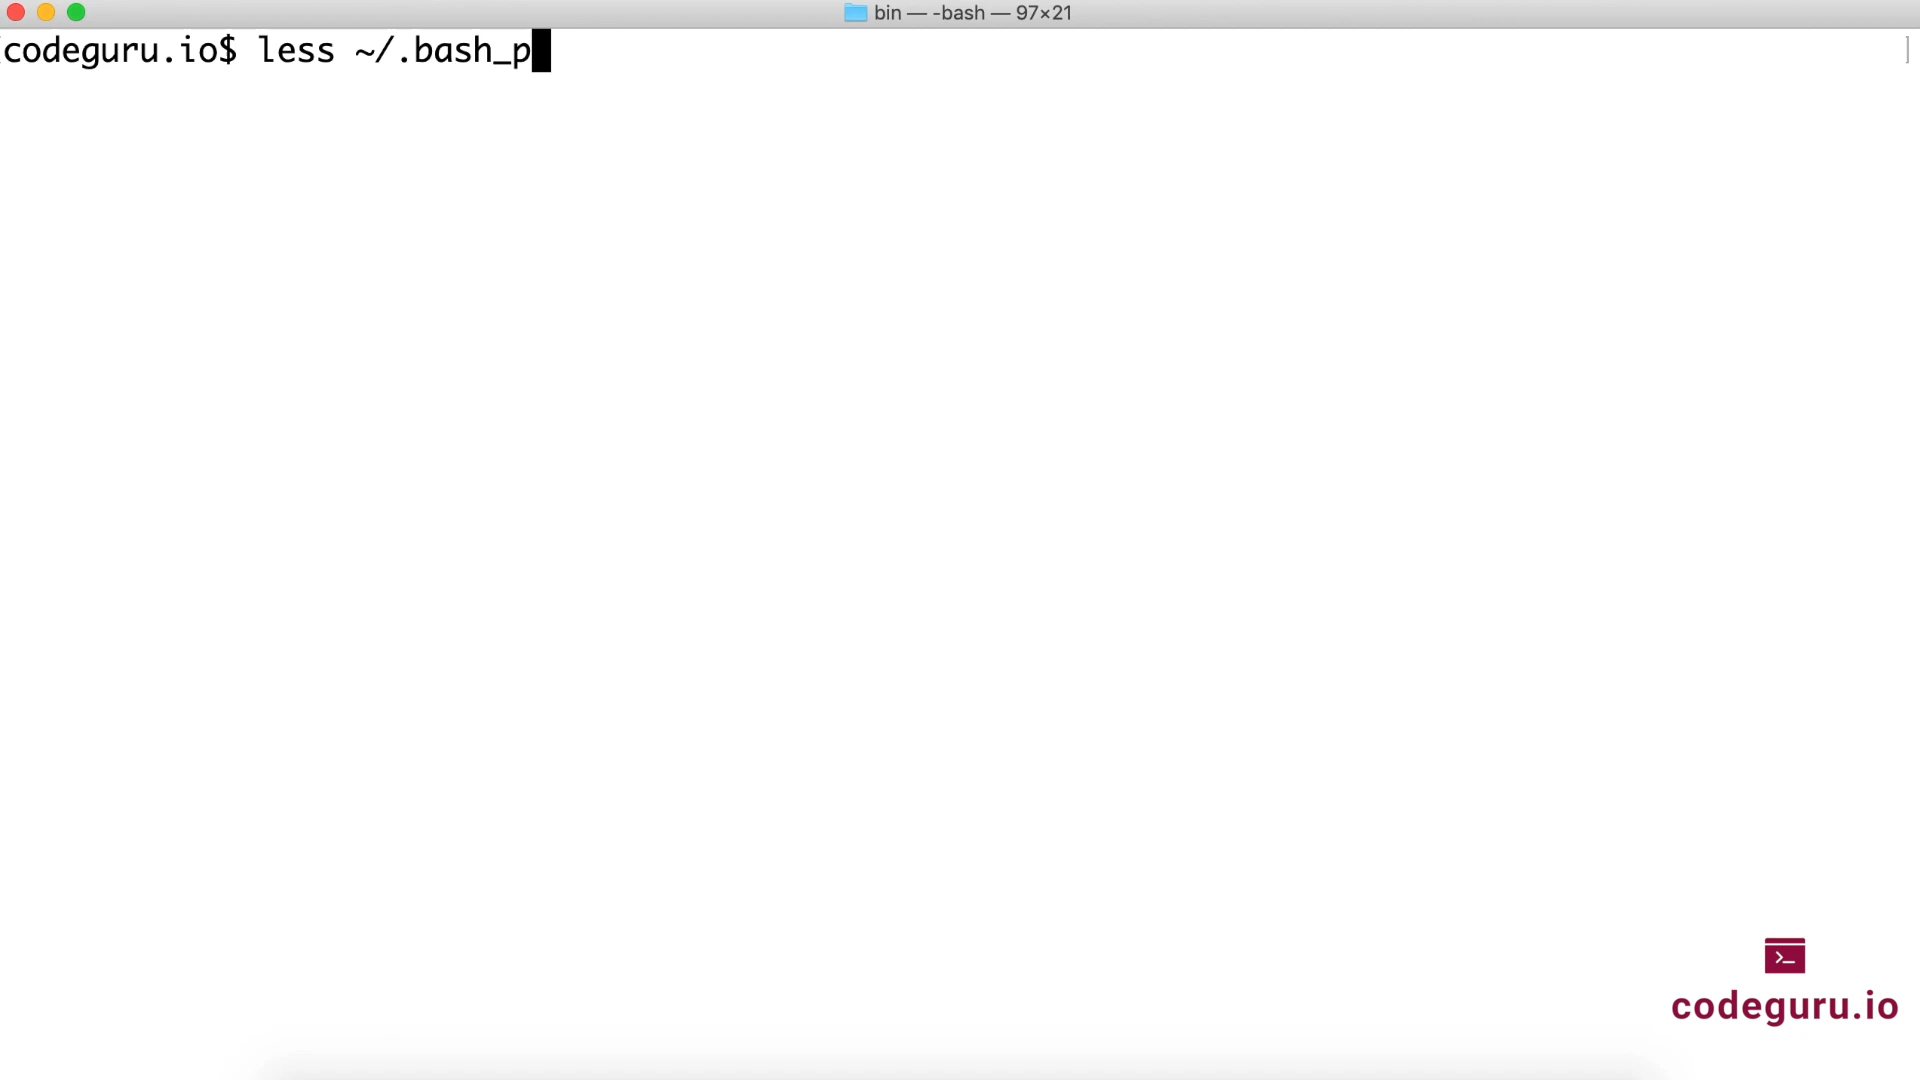 bin — -bash — 97×21
codeguru.io$ less ~/.bash_p
>_
codeguru.io